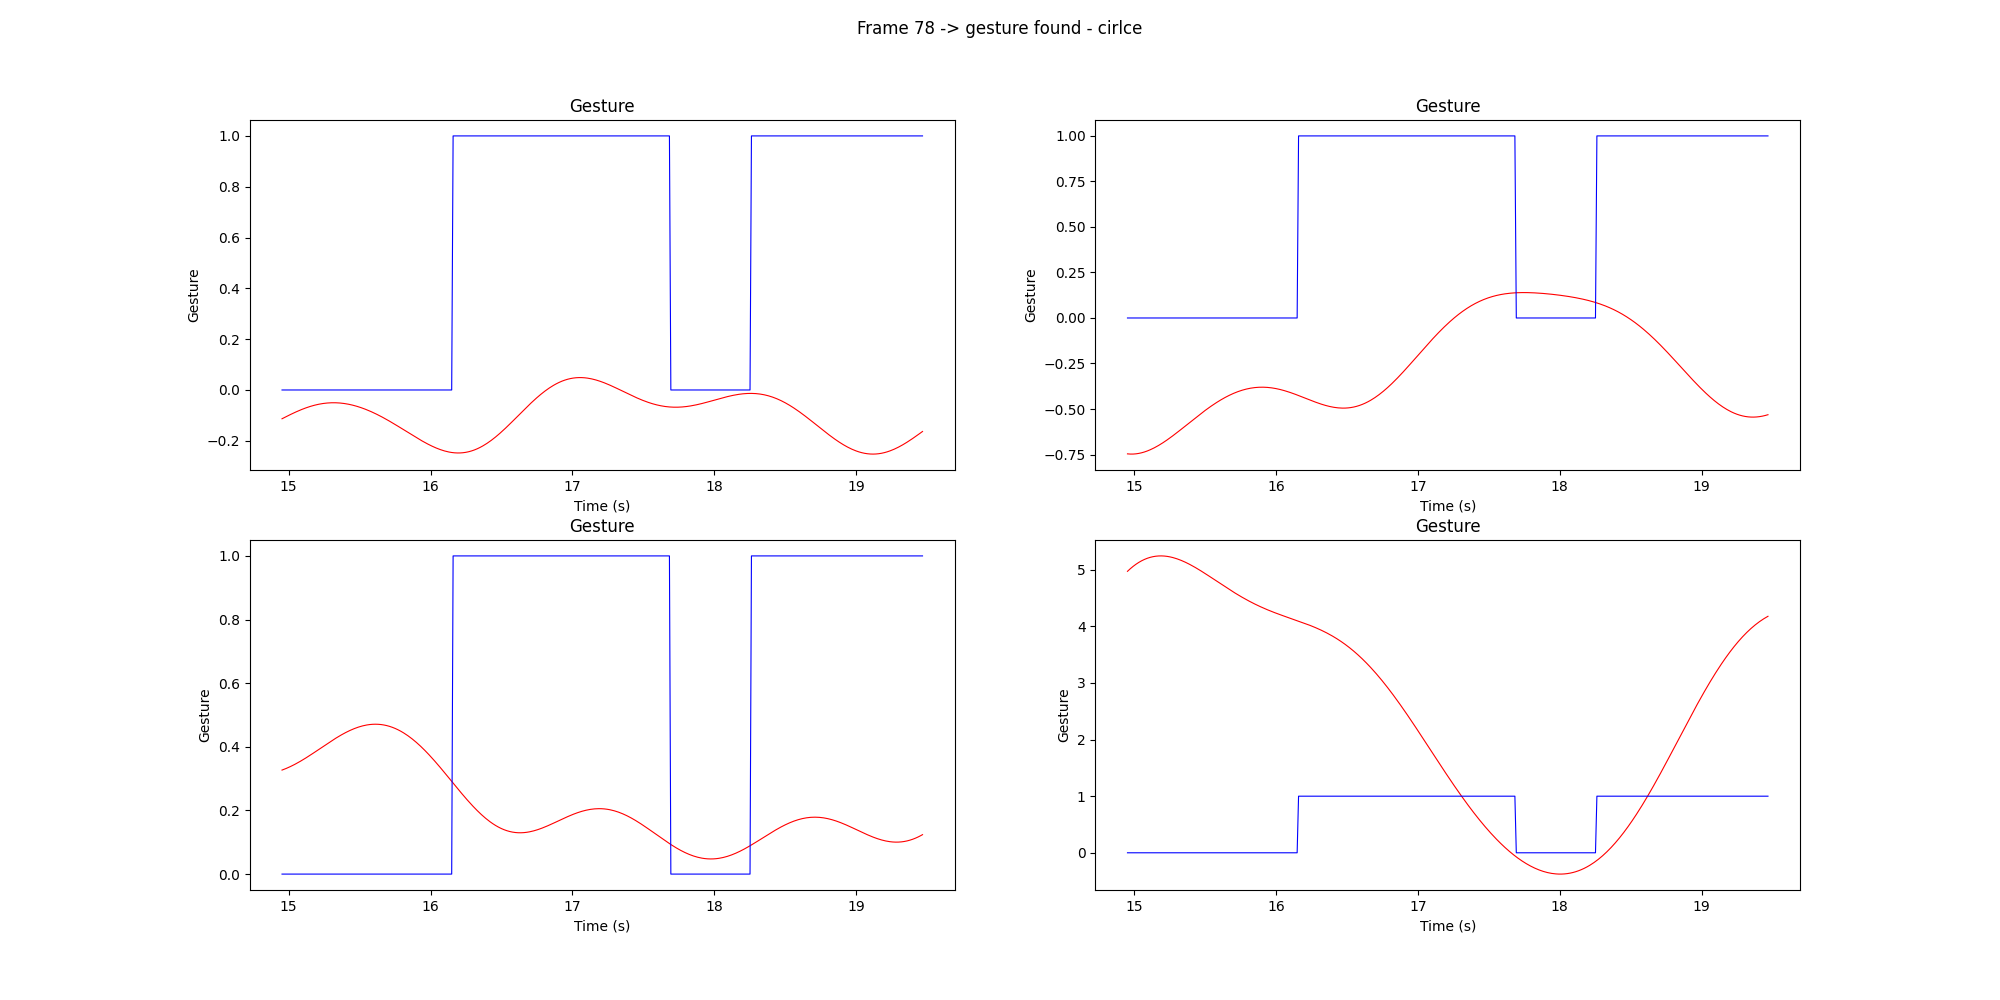 Frame 78 -> gesture found - cirlce
Gesture
1.0
0.8
0.6
0.4
0.2
0.0
−0.2
Gesture
15 16 17 18 19
Time (s)
Gesture
1.00
0.75
0.50
0.25
0.00
−0.25
−0.50
−0.75
Gesture
15 16 17 18 19
Time (s)
Gesture
1.0
0.8
0.6
0.4
0.2
0.0
Gesture
15 16 17 18 19
Time (s)
Gesture
5
4
3
2
1
0
Gesture
15 16 17 18 19
Time (s)